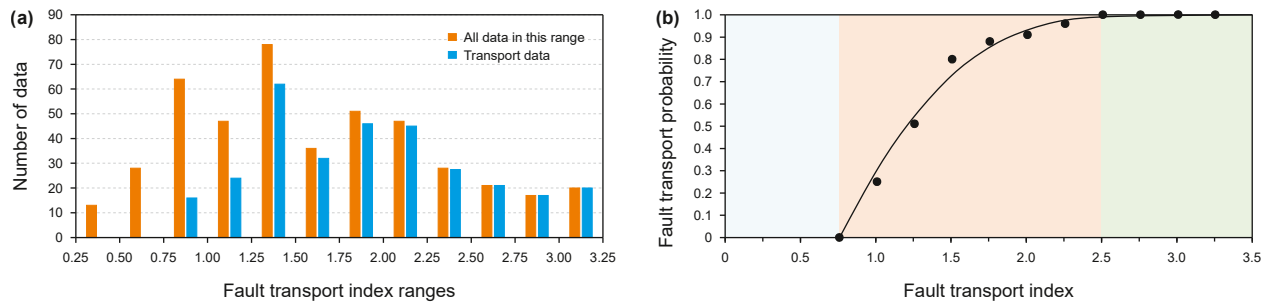 (a)
90
80
70
60
50
40
30
20
10
0
Number of data
All data in this range
Transport data
0.25 0.50 0.75 1.00 1.25 1.50 1.75 2.00 2.25 2.50 2.75 3.00 3.25
Fault transport index ranges
(b)
1.0
0.9
0.8
0.7
0.6
0.5
0.4
0.3
0.2
0.1
0
Fault transport probability
0 0.5 1.0 1.5 2.0 2.5 3.0 3.5
Fault transport index